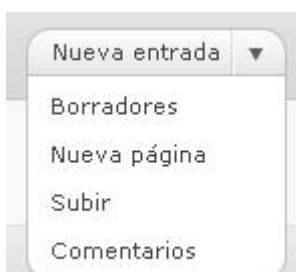 Nueva entrada
Borradores
Nueva página
Subir
Comentarios